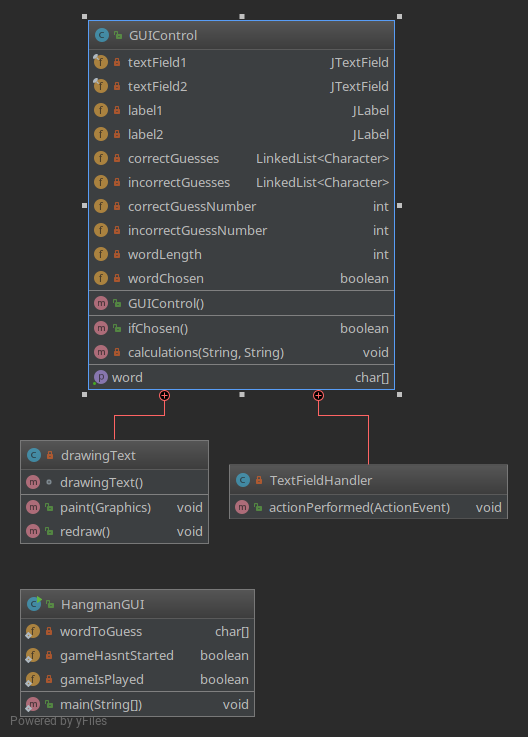 GUIControl
textField1 JTextField
textField2 JTextField
label1 JLabel
label2 JLabel
correctGuesses LinkedList<Character>
incorrectGuesses LinkedList<Character>
correctGuessNumber int
incorrectGuessNumber int
wordLength int
wordChosen boolean
GUIControl()
ifChosen() boolean
calculations(String, String) void
word char[]
drawingText
drawingText()
paint(Graphics) void
redraw() void
TextFieldHandler
actionPerformed(ActionEvent) void
HangmanGUI
wordToGuess char[]
gameHasntStarted boolean
gameIsPlayed boolean
main(String[]) void
Powered by yFiles